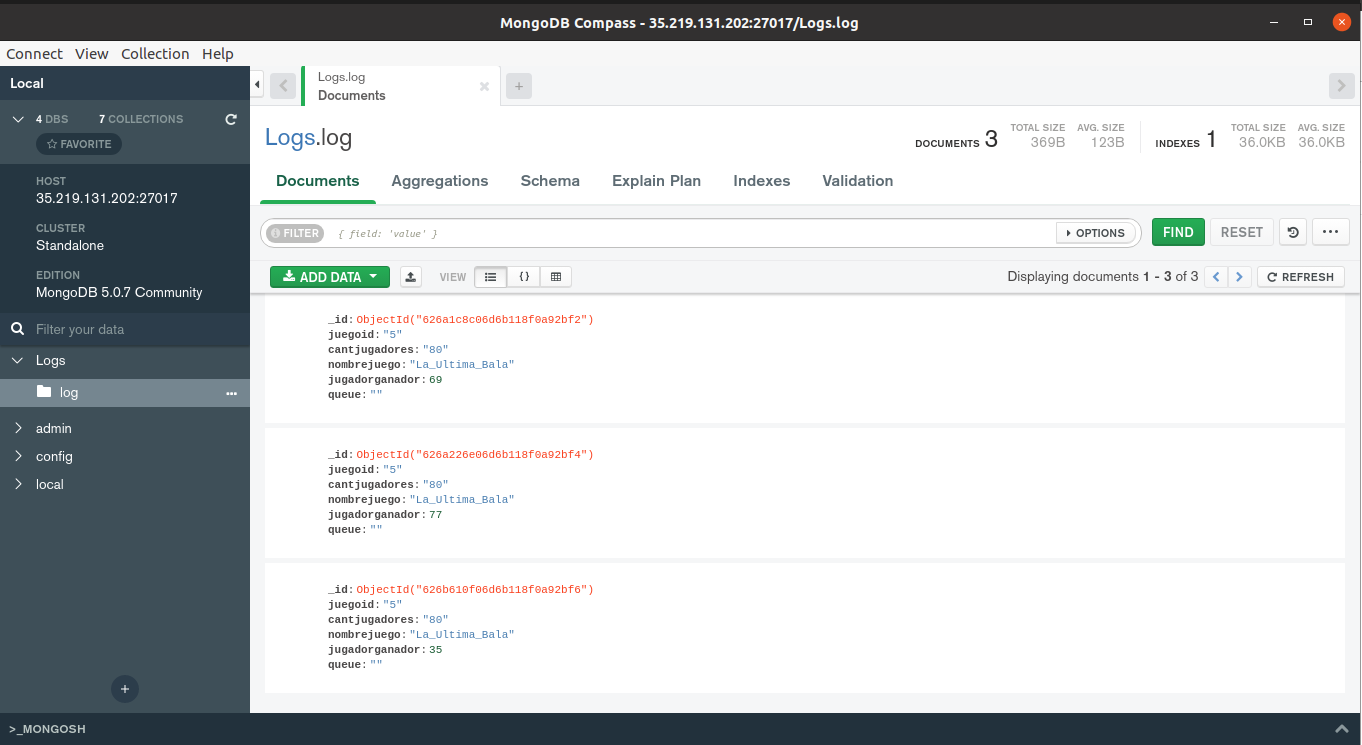 MongoDB Compass - 35.219.131.202:27017/Logs.log
Connect View Collection Help
Local
4 DBS 7 COLLECTIONS
FAVORITE
HOST
35.219.131.202:27017
CLUSTER
Standalone
EDITION
MongoDB 5.0.7 Community
Filter your data
Logs
log
admin
config
local
>_MONGOSH
Logs.log
Documents
Logs.log
DOCUMENTS 3 TOTAL SIZE 369B AVG. SIZE 123B INDEXES 1 TOTAL SIZE 36.0KB AVG. SIZE 36.0KB
Documents Aggregations Schema Explain Plan Indexes Validation
FILTER { field: 'value' } OPTIONS FIND RESET
ADD DATA VIEW { } Displaying documents 1 - 3 of 3 REFRESH
_id: ObjectId("626a1c8c06d6b118f0a92bf2")
juegoid: "5"
cantjugadores: "80"
nombrejuego: "La_Ultima_Bala"
jugadorganador: 69
queue: ""
_id: ObjectId("626a226e06d6b118f0a92bf4")
juegoid: "5"
cantjugadores: "80"
nombrejuego: "La_Ultima_Bala"
jugadorganador: 77
queue: ""
_id: ObjectId("626b610f06d6b118f0a92bf6")
juegoid: "5"
cantjugadores: "80"
nombrejuego: "La_Ultima_Bala"
jugadorganador: 35
queue: ""